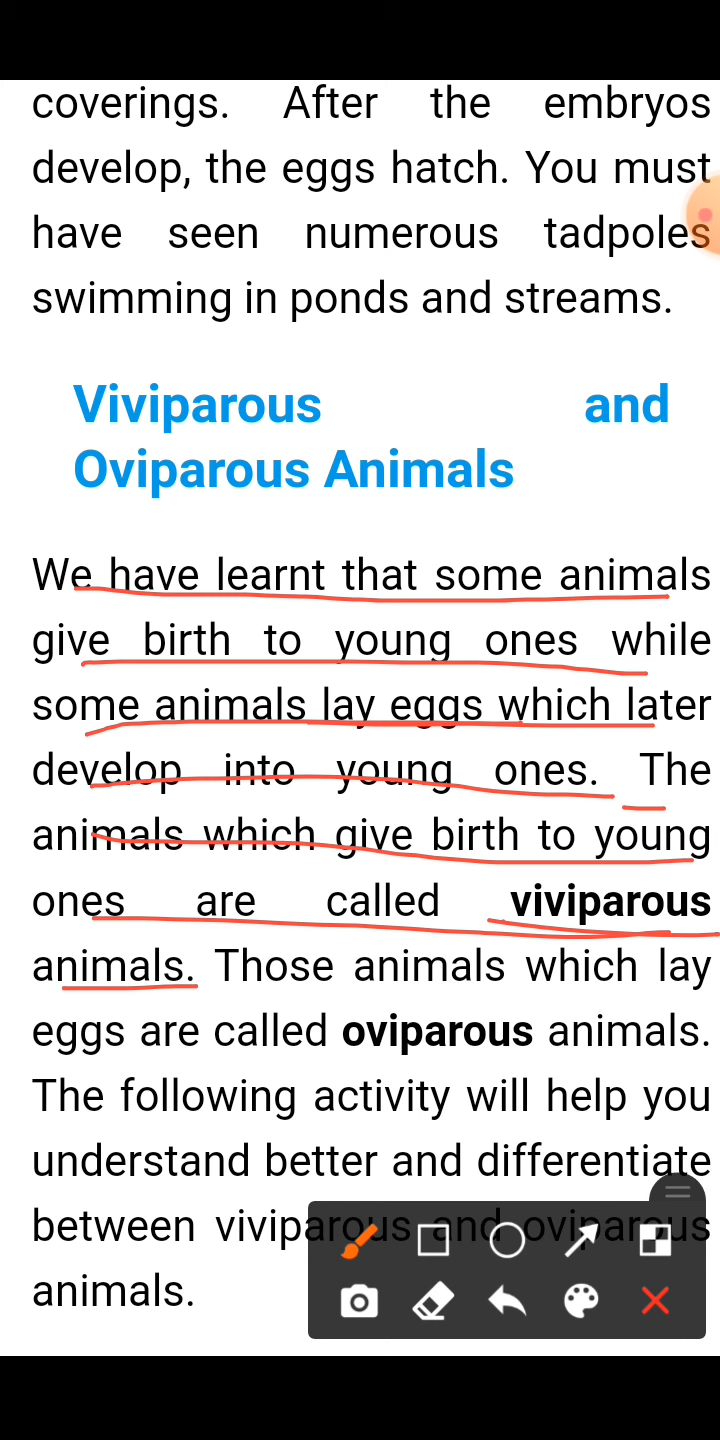 coverings. After the embryos
develop, the eggs hatch. You must
have seen numerous tadpoles
swimming in ponds and streams.
Viviparous and
Oviparous Animals
We have learnt that some animals
give birth to young ones while
some animals lay eggs which later
develop into young ones. The
animals which give birth to young
ones are called viviparous
animals. Those animals which lay
eggs are called oviparous animals.
The following activity will help you
understand better and differentiate
between viviparous and oviparous
animals.